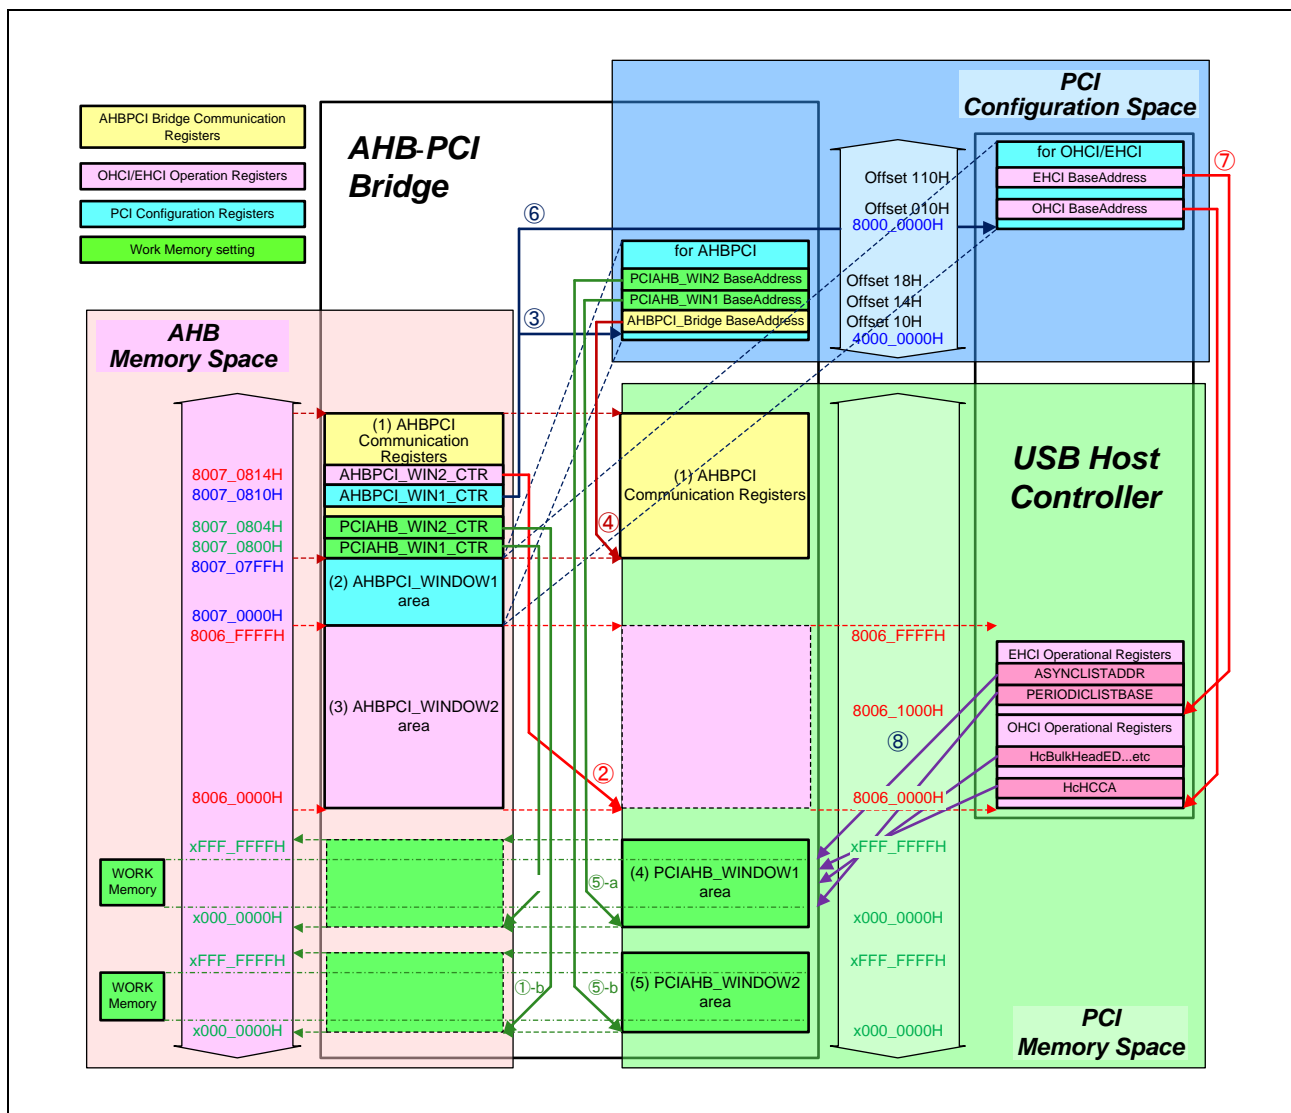 PCI
Configuration Space
AHBPCI Bridge Communication
Registers
OHCI/EHCI Operation Registers
PCI Configuration Registers
Work Memory setting
AHB-PCI
Bridge
for OHCI/EHCI
EHCI BaseAddress
OHCI BaseAddress
⑦
Offset 110H
Offset 010H
8000_0000H
⑥
for AHBPCI
PCIAHB_WIN2 BaseAddress
PCIAHB_WIN1 BaseAddress
AHBPCI_Bridge BaseAddress
Offset 18H
Offset 14H
Offset 10H
4000_0000H
③
AHB
Memory Space
(1) AHBPCI
Communication
Registers
AHBPCI_WIN2_CTR
AHBPCI_WIN1_CTR
PCIAHB_WIN2_CTR
PCIAHB_WIN1_CTR
(2) AHBPCI_WINDOW1
area
(3) AHBPCI_WINDOW2
area
8007_0814H
8007_0810H
8007_0804H
8007_0800H
8007_07FFH
8007_0000H
8006_FFFFH
8006_0000H
xFFF_FFFFH
x000_0000H
xFFF_FFFFH
x000_0000H
WORK
Memory
WORK
Memory
④
(1) AHBPCI
Communication Registers
USB Host
Controller
8006_FFFFH
8006_1000H
8006_0000H
EHCI Operational Registers
ASYNCLISTADDR
PERIODICLISTBASE
OHCI Operational Registers
HcBulkHeadED...etc
HcHCCA
⑧
②
(4) PCIAHB_WINDOW1
area
(5) PCIAHB_WINDOW2
area
⑤-a
①-b
⑤-b
xFFF_FFFFH
x000_0000H
xFFF_FFFFH
x000_0000H
PCI
Memory Space